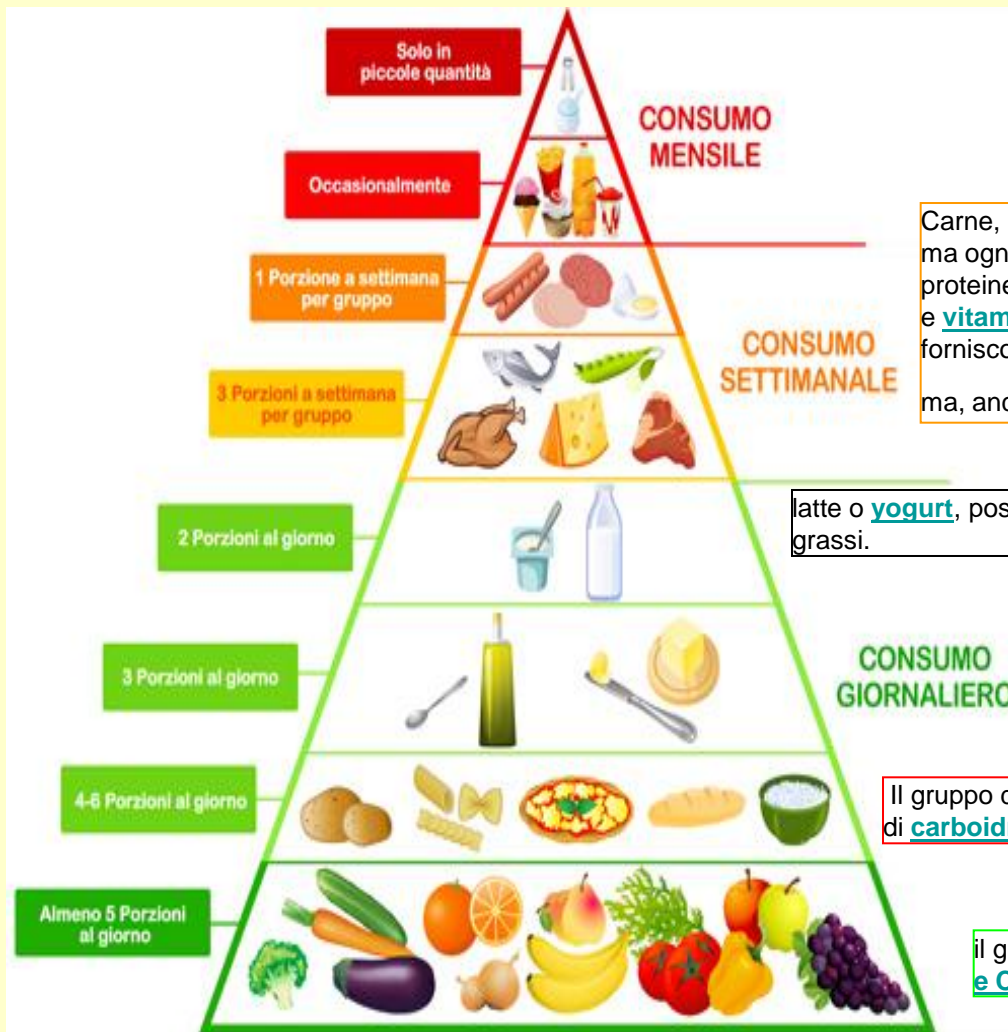 Solo in
piccole quantità
CONSUMO
MENSILE
Occasionalmente
1 Porzione a settimana
per gruppo
Carne,
ma ogn
proteine
e vitam
fornisco
ma, and
CONSUMO
SETTIMANALE
3 Porzioni a settimana
per gruppo
latte o yogurt, pos
grassi.
2 Porzioni al giorno
CONSUMO
GIORNALIERO
3 Porzioni al giorno
4-6 Porzioni al giorno
Il gruppo
di carboid
Almeno 5 Porzioni
al giorno
il g
e C